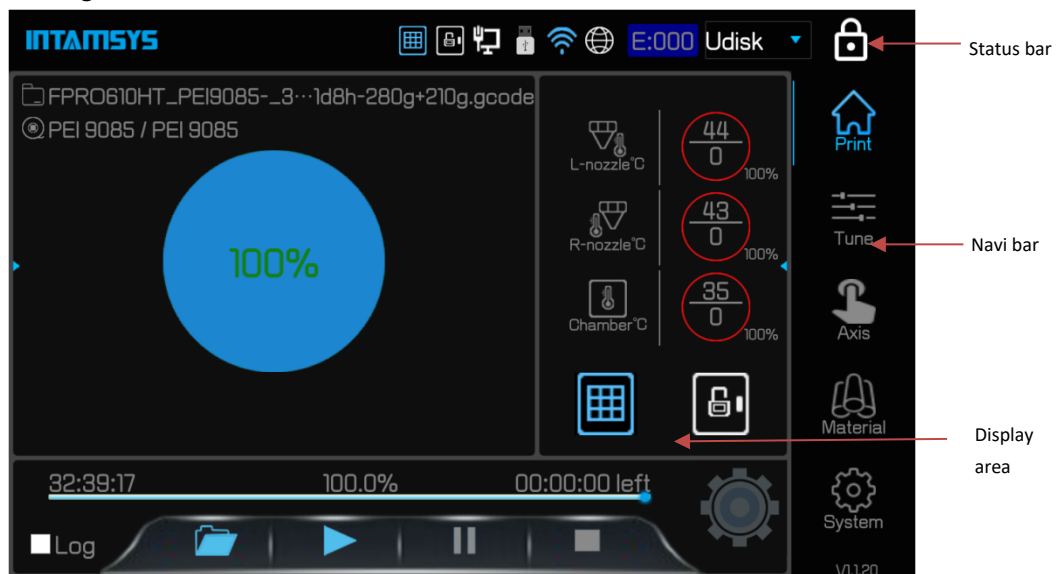 INTAMSYS
E:000 Udisk
Status bar
FPRO610HT_PEI9085-_3···1d8h-280g+210g.gcode
PEI 9085 / PEI 9085
100%
L-nozzle°C
44
0
100%
R-nozzle°C
43
0
100%
Chamber°C
35
0
100%
Print
Tune
Navi bar
Axis
Material
Display
area
System
V1.1.20
32:39:17 100.0% 00:00:00 left
Log